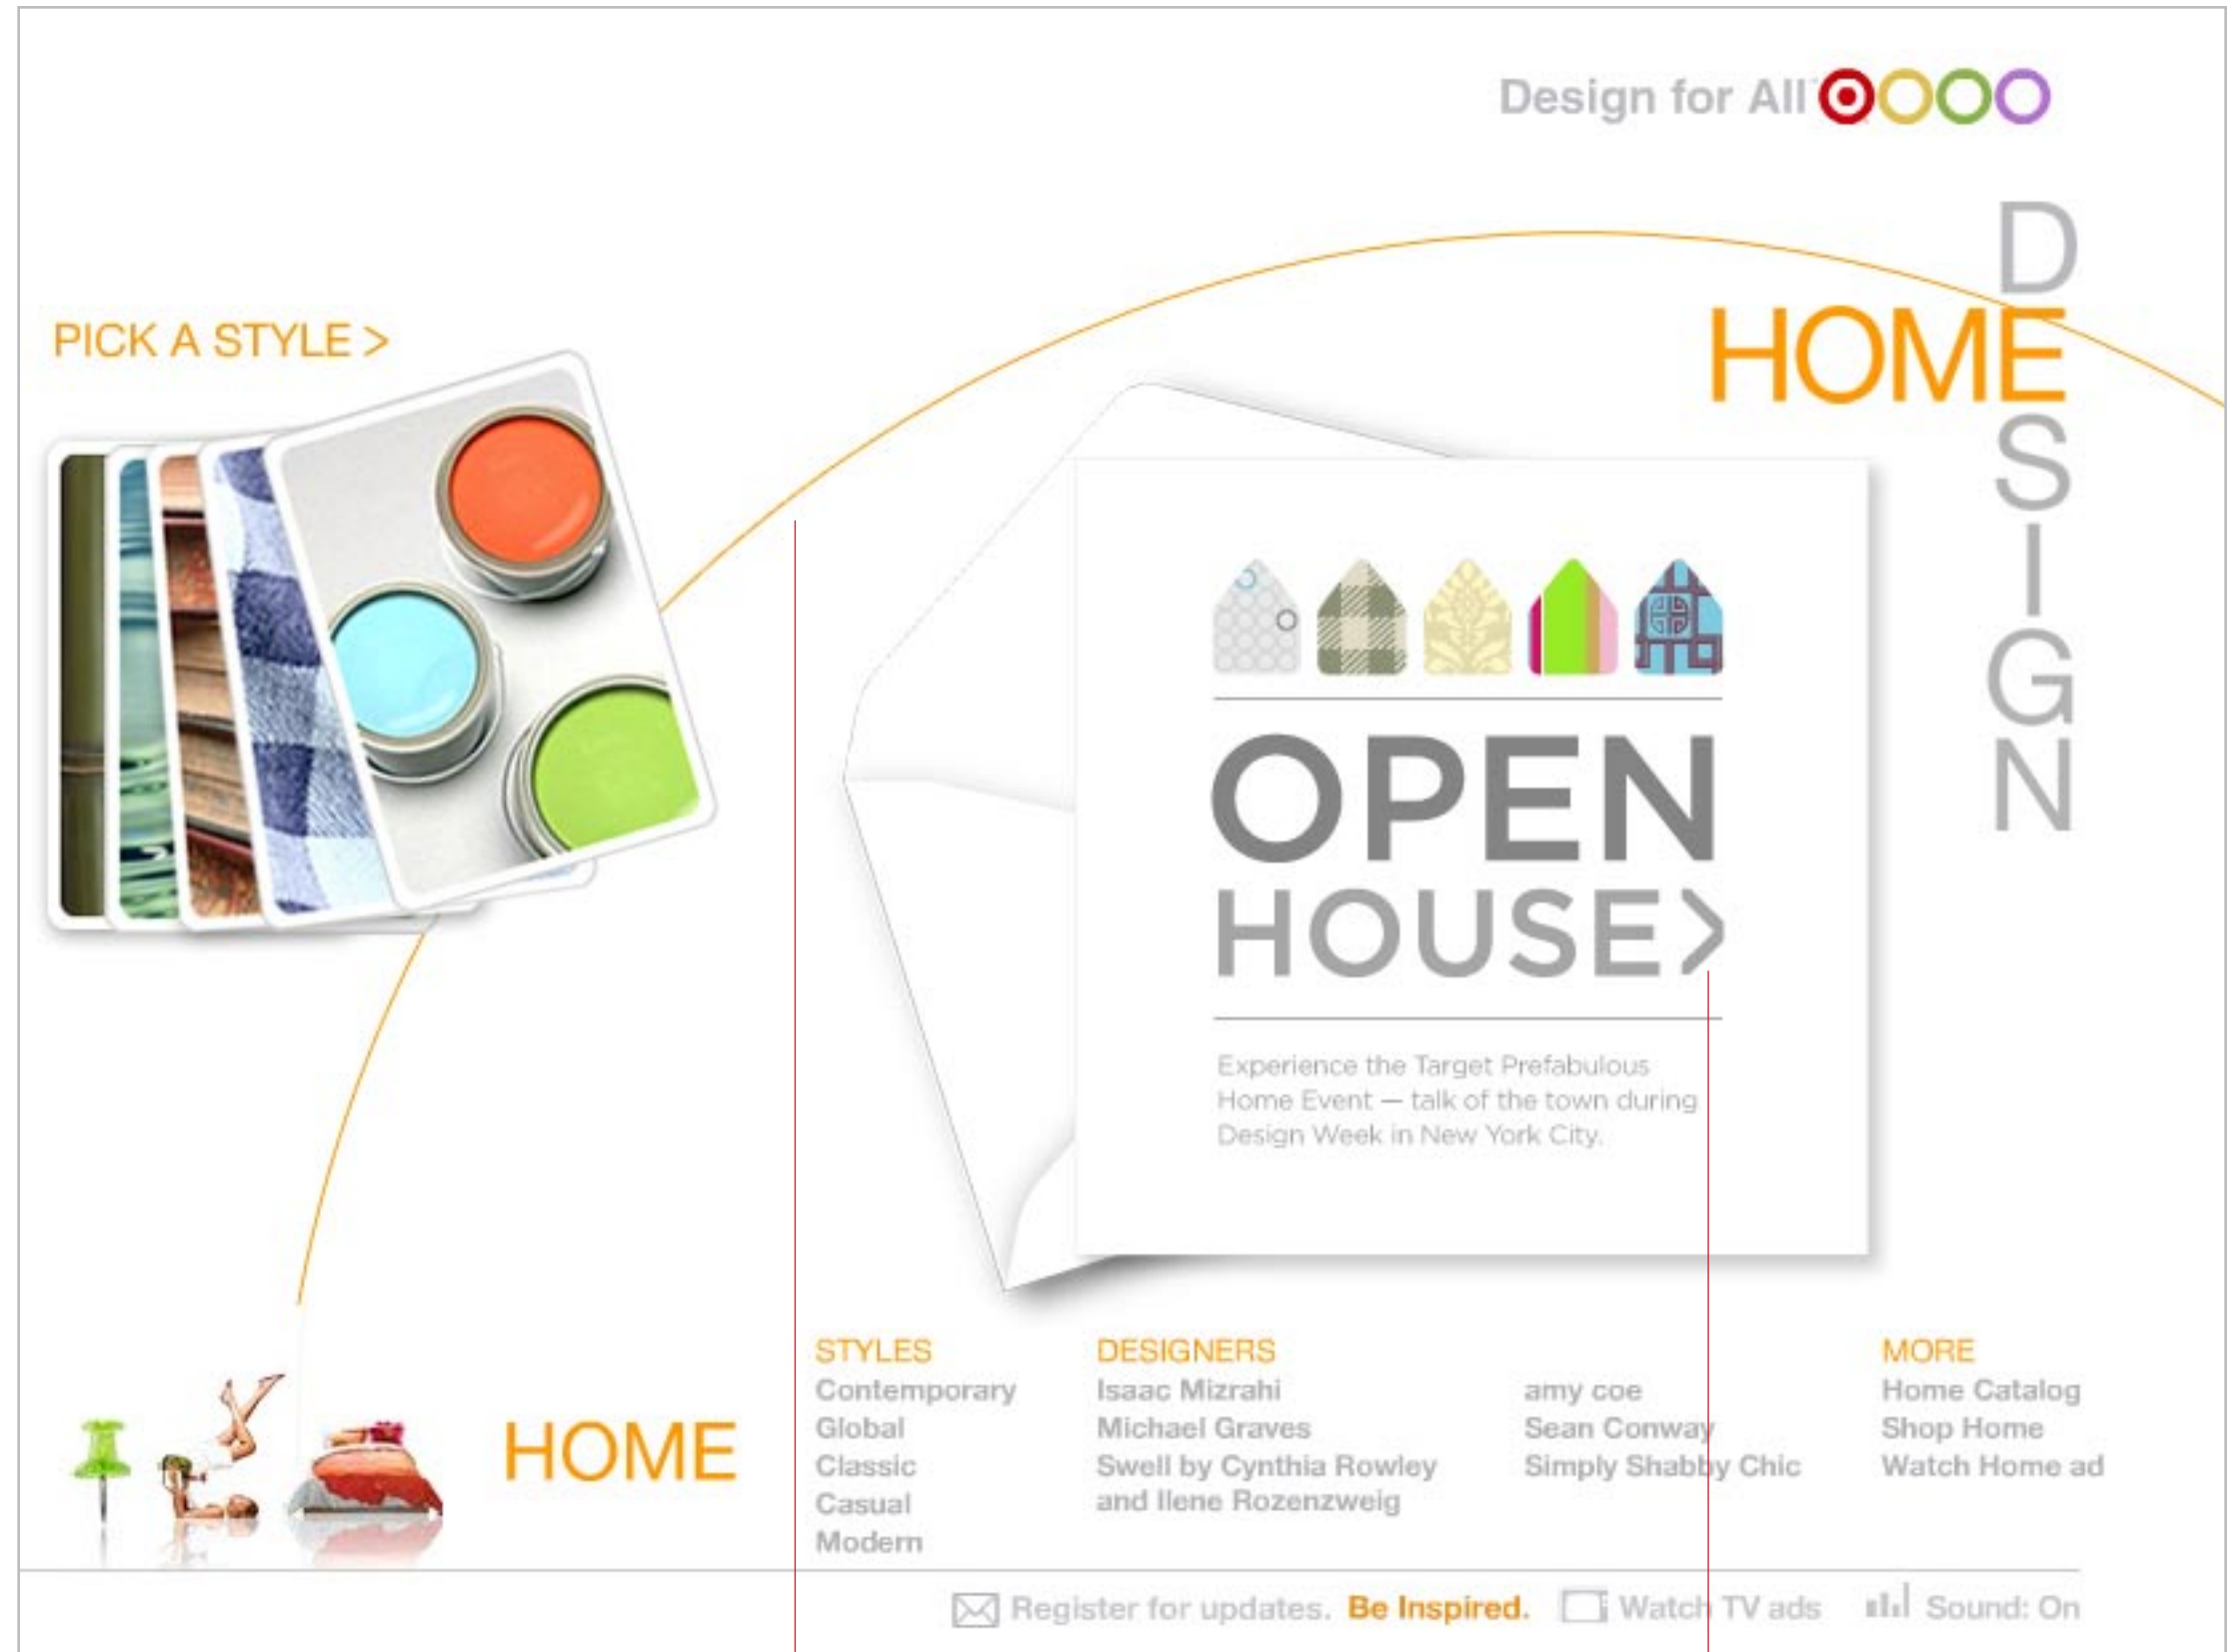 Design for All
DESIGN
HOME
PICK A STYLE >
OPEN
HOUSE>
Experience the Target Prefabulous
Home Event — talk of the town during
Design Week in New York City.
HOME
STYLES
Contemporary
Global
Classic
Casual
Modern
DESIGNERS
Isaac Mizrahi
Michael Graves
Swell by Cynthia Rowley
and Ilene Rozenzweig
amy coe
Sean Conway
Simply Shabby Chic
MORE
Home Catalog
Shop Home
Watch Home ad
Register for updates. Be Inspired. Watch TV ads Sound: On